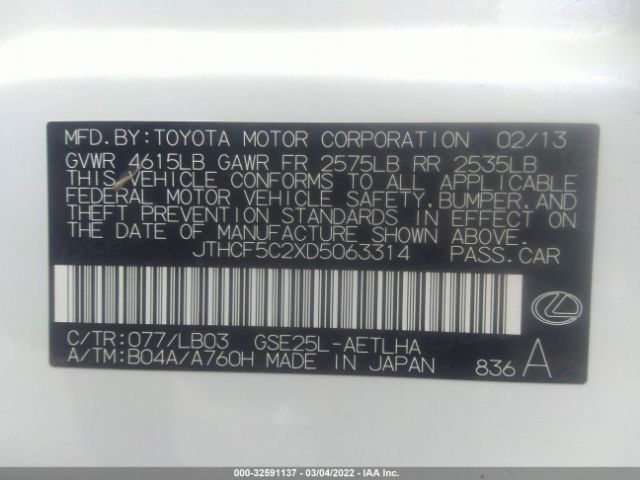 MFD.BY:TOYOTA MOTOR CORPORATION 02/13
GVWR 4615LB GAWR FR 2575LB RR 2535LB
THIS VEHICLE CONFORMS TO ALL APPLICABLE
FEDERAL MOTOR VEHICLE SAFETY,BUMPER,AND
THEFT PREVENTION STANDARDS IN EFFECT ON
THE DATE OF MANUFACTURE SHOWN ABOVE.
JTHCF5C2XD5063314 PASS.CAR
C/TR:077/LB03 GSE25L-AETLHA
A/TM:B04A/A760H MADE IN JAPAN 836 A
000-32591137 - 03/04/2022 - IAA Inc.